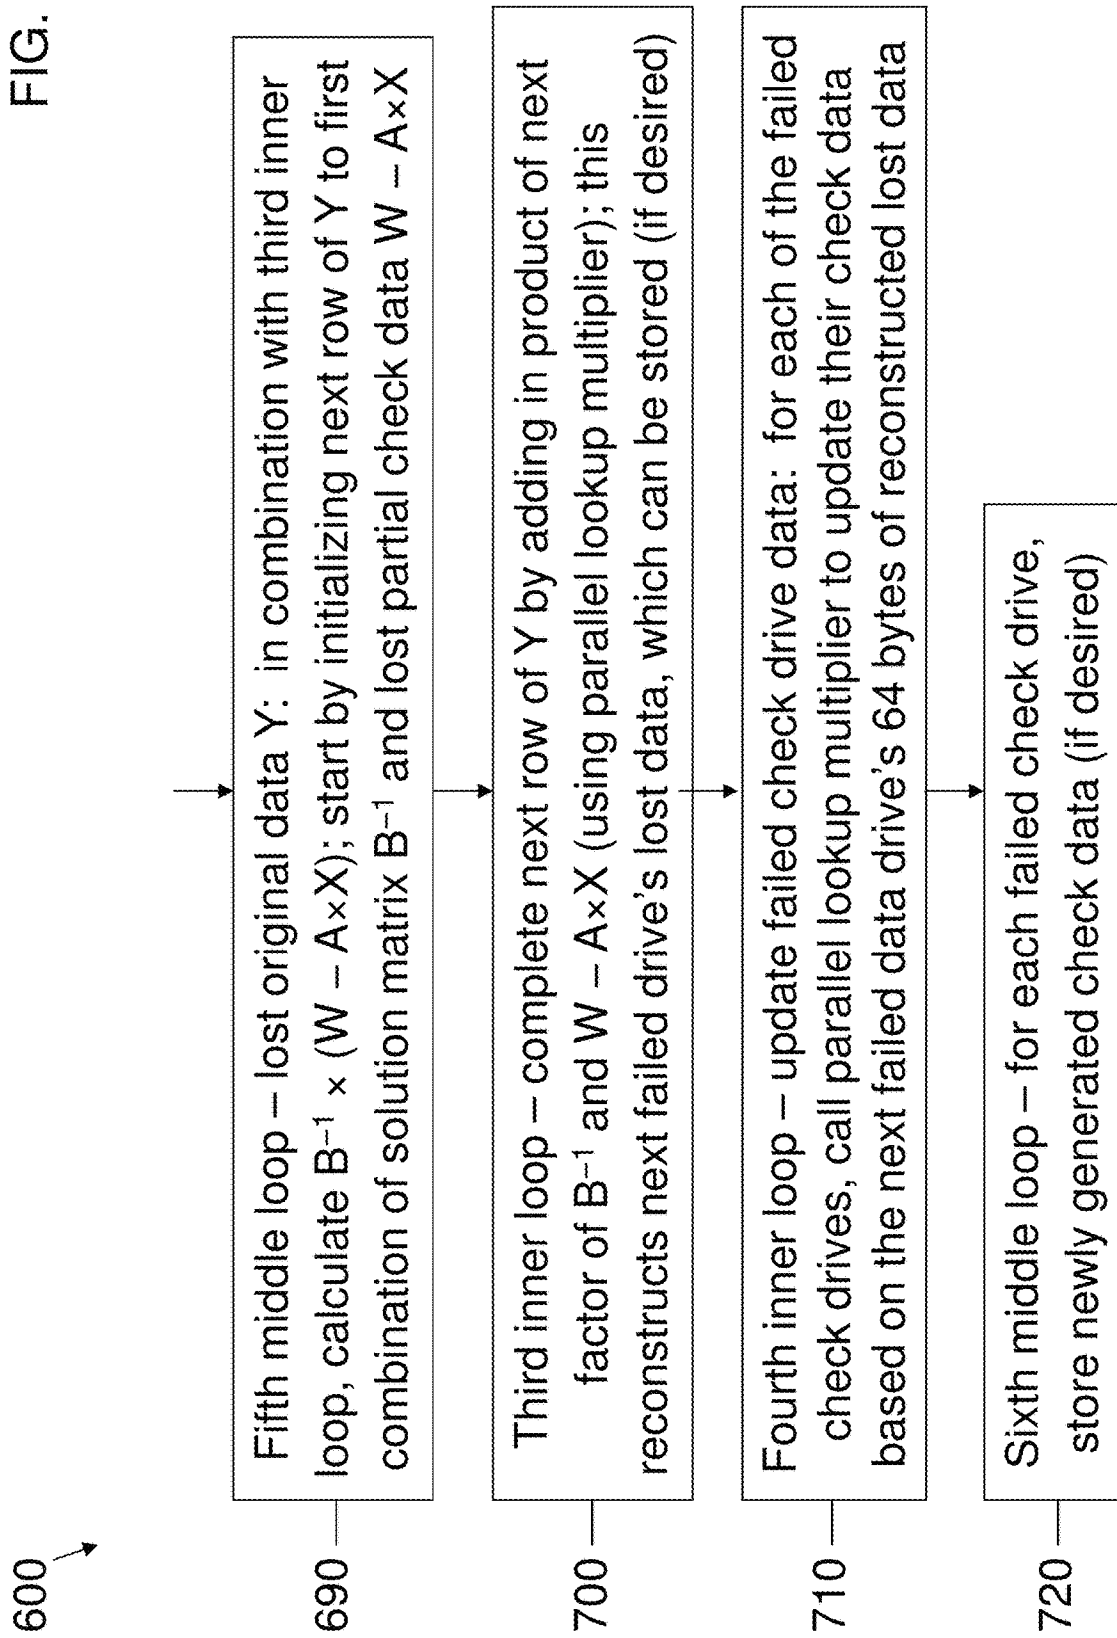 FIG.
600
690
Fifth middle loop – lost original data Y: in combination with third inner
loop, calculate B⁻¹ × (W – A×X); start by initializing next row of Y to first
combination of solution matrix B⁻¹ and lost partial check data W – A×X
700
Third inner loop – complete next row of Y by adding in product of next
factor of B⁻¹ and W – A×X (using parallel lookup multiplier); this
reconstructs next failed drive's lost data, which can be stored (if desired)
710
Fourth inner loop – update failed check drive data: for each of the failed
check drives, call parallel lookup multiplier to update their check data
based on the next failed data drive's 64 bytes of reconstructed lost data
720
Sixth middle loop – for each failed check drive,
store newly generated check data (if desired)